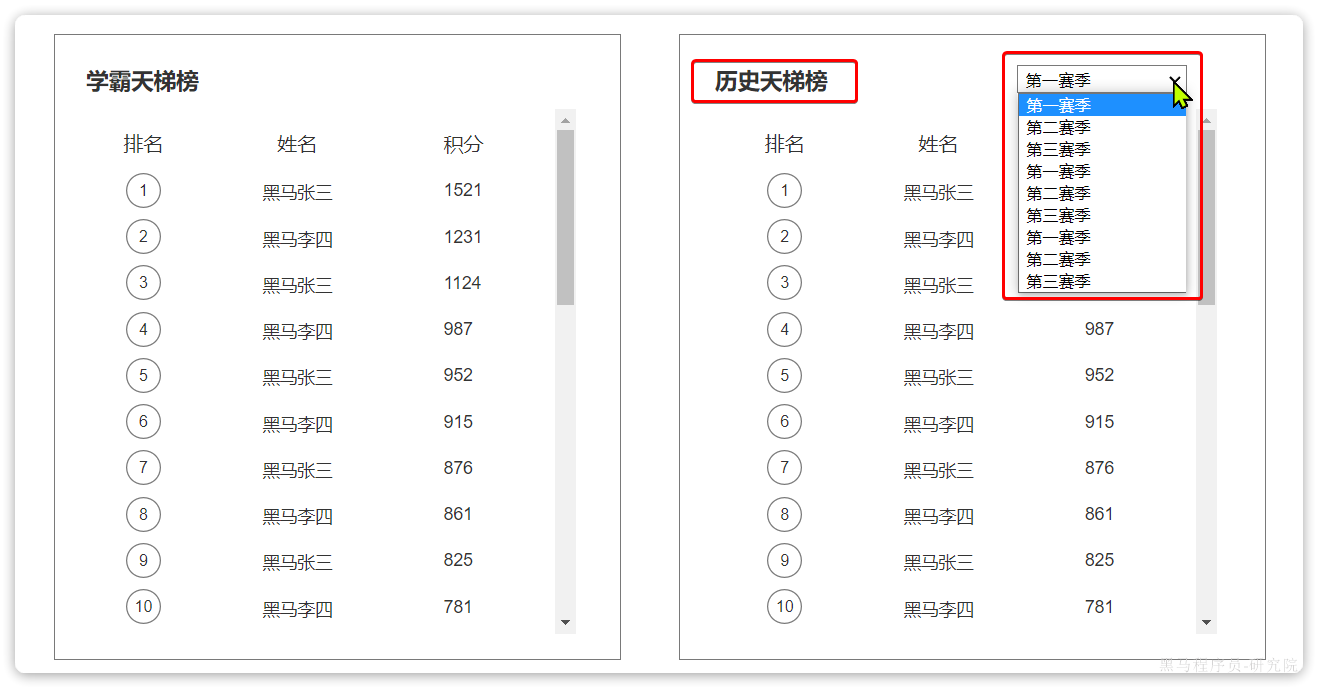 学霸天梯榜
排名 姓名 积分
1 黑马张三 1521
2 黑马李四 1231
3 黑马张三 1124
4 黑马李四 987
5 黑马张三 952
6 黑马李四 915
7 黑马张三 876
8 黑马李四 861
9 黑马张三 825
10 黑马李四 781
历史天梯榜
第一赛季
第一赛季
第二赛季
第三赛季
第一赛季
第二赛季
第三赛季
第一赛季
第二赛季
第三赛季
排名 姓名
1 黑马张三
2 黑马李四
3 黑马张三
4 黑马李四 987
5 黑马张三 952
6 黑马李四 915
7 黑马张三 876
8 黑马李四 861
9 黑马张三 825
10 黑马李四 781
黑马程序员-研究院